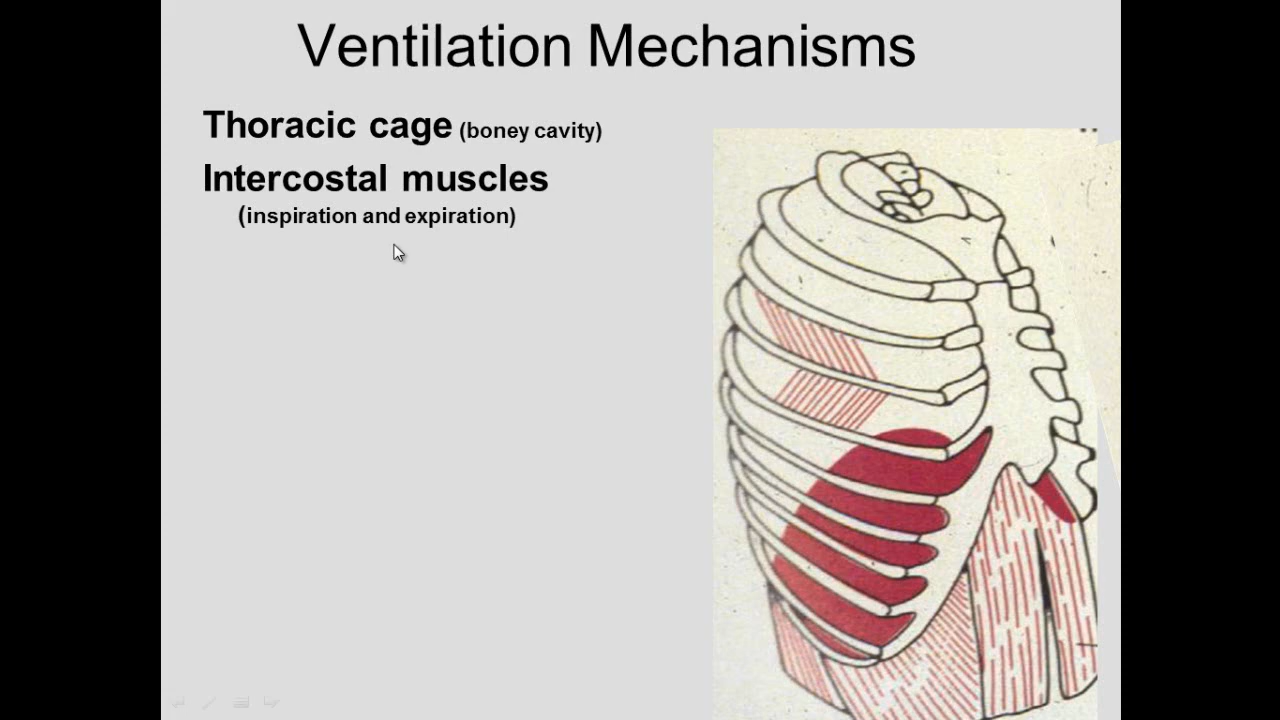 Ventilation Mechanisms
Thoracic cage (boney cavity)
Intercostal muscles
(inspiration and expiration)